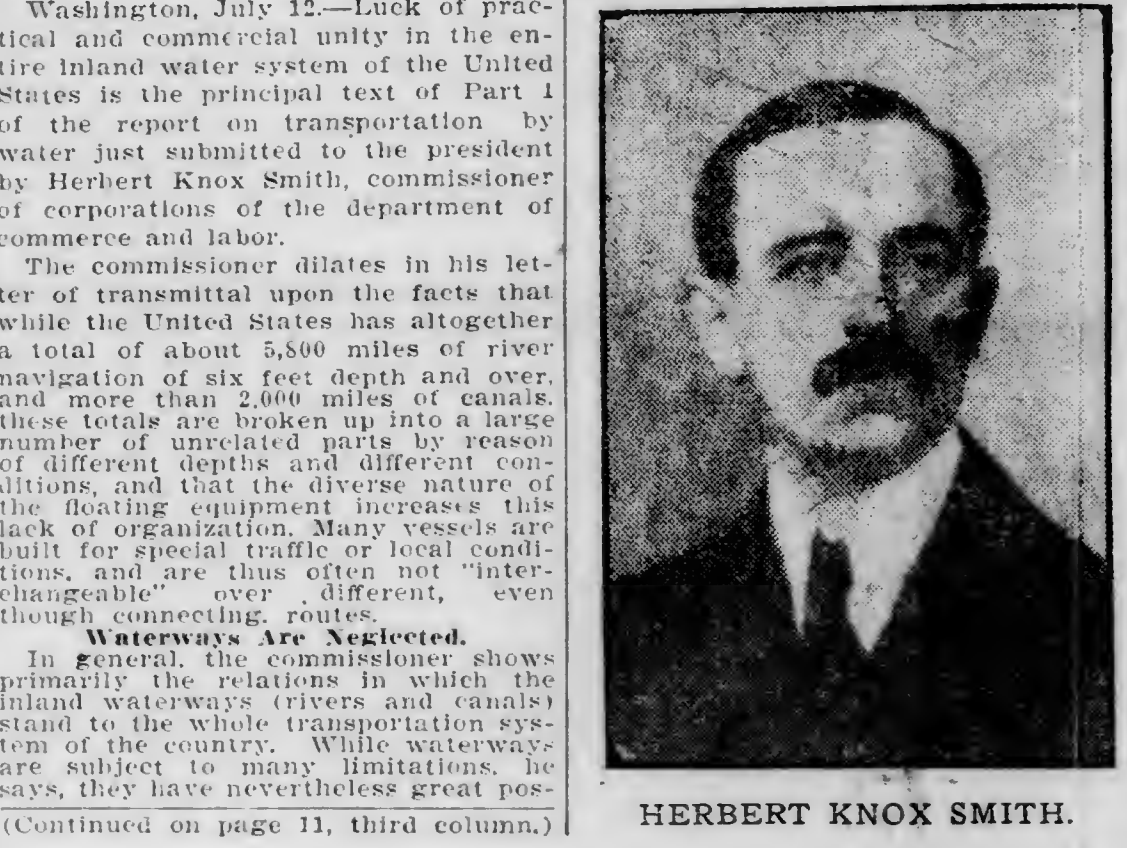 Washington, July 12.—Luck of prac-
tical and commercial unity in the en-
tire inland water system of the United
States is the principal text of Part 1
of the report on transportation by
water just submitted to the president
by Herbert Knox Smith, commissioner
of corporations of the department of
commerce and labor.
The commissioner dilates in his let-
ter of transmittal upon the facts that
while the United States has altogether
a total of about 5,800 miles of river
navigation of six feet depth and over,
and more than 2,000 miles of canals,
these totals are broken up into a large
number of unrelated parts by reason
of different depths and different con-
ditions, and that the diverse nature of
the floating equipment increases this
lack of organization. Many vessels are
built for special traffic or local condi-
tions, and are thus often not "inter-
changeable" over different, even
though connecting, routes.
Waterways Are Neglected.
In general, the commissioner shows
primarily the relations in which the
inland waterways (rivers and canals)
stand to the whole transportation sys-
tem of the country. While waterways
are subject to many limitations, he
says, they have nevertheless great pos-
(Continued on page 11, third column.)
HERBERT KNOX SMITH.